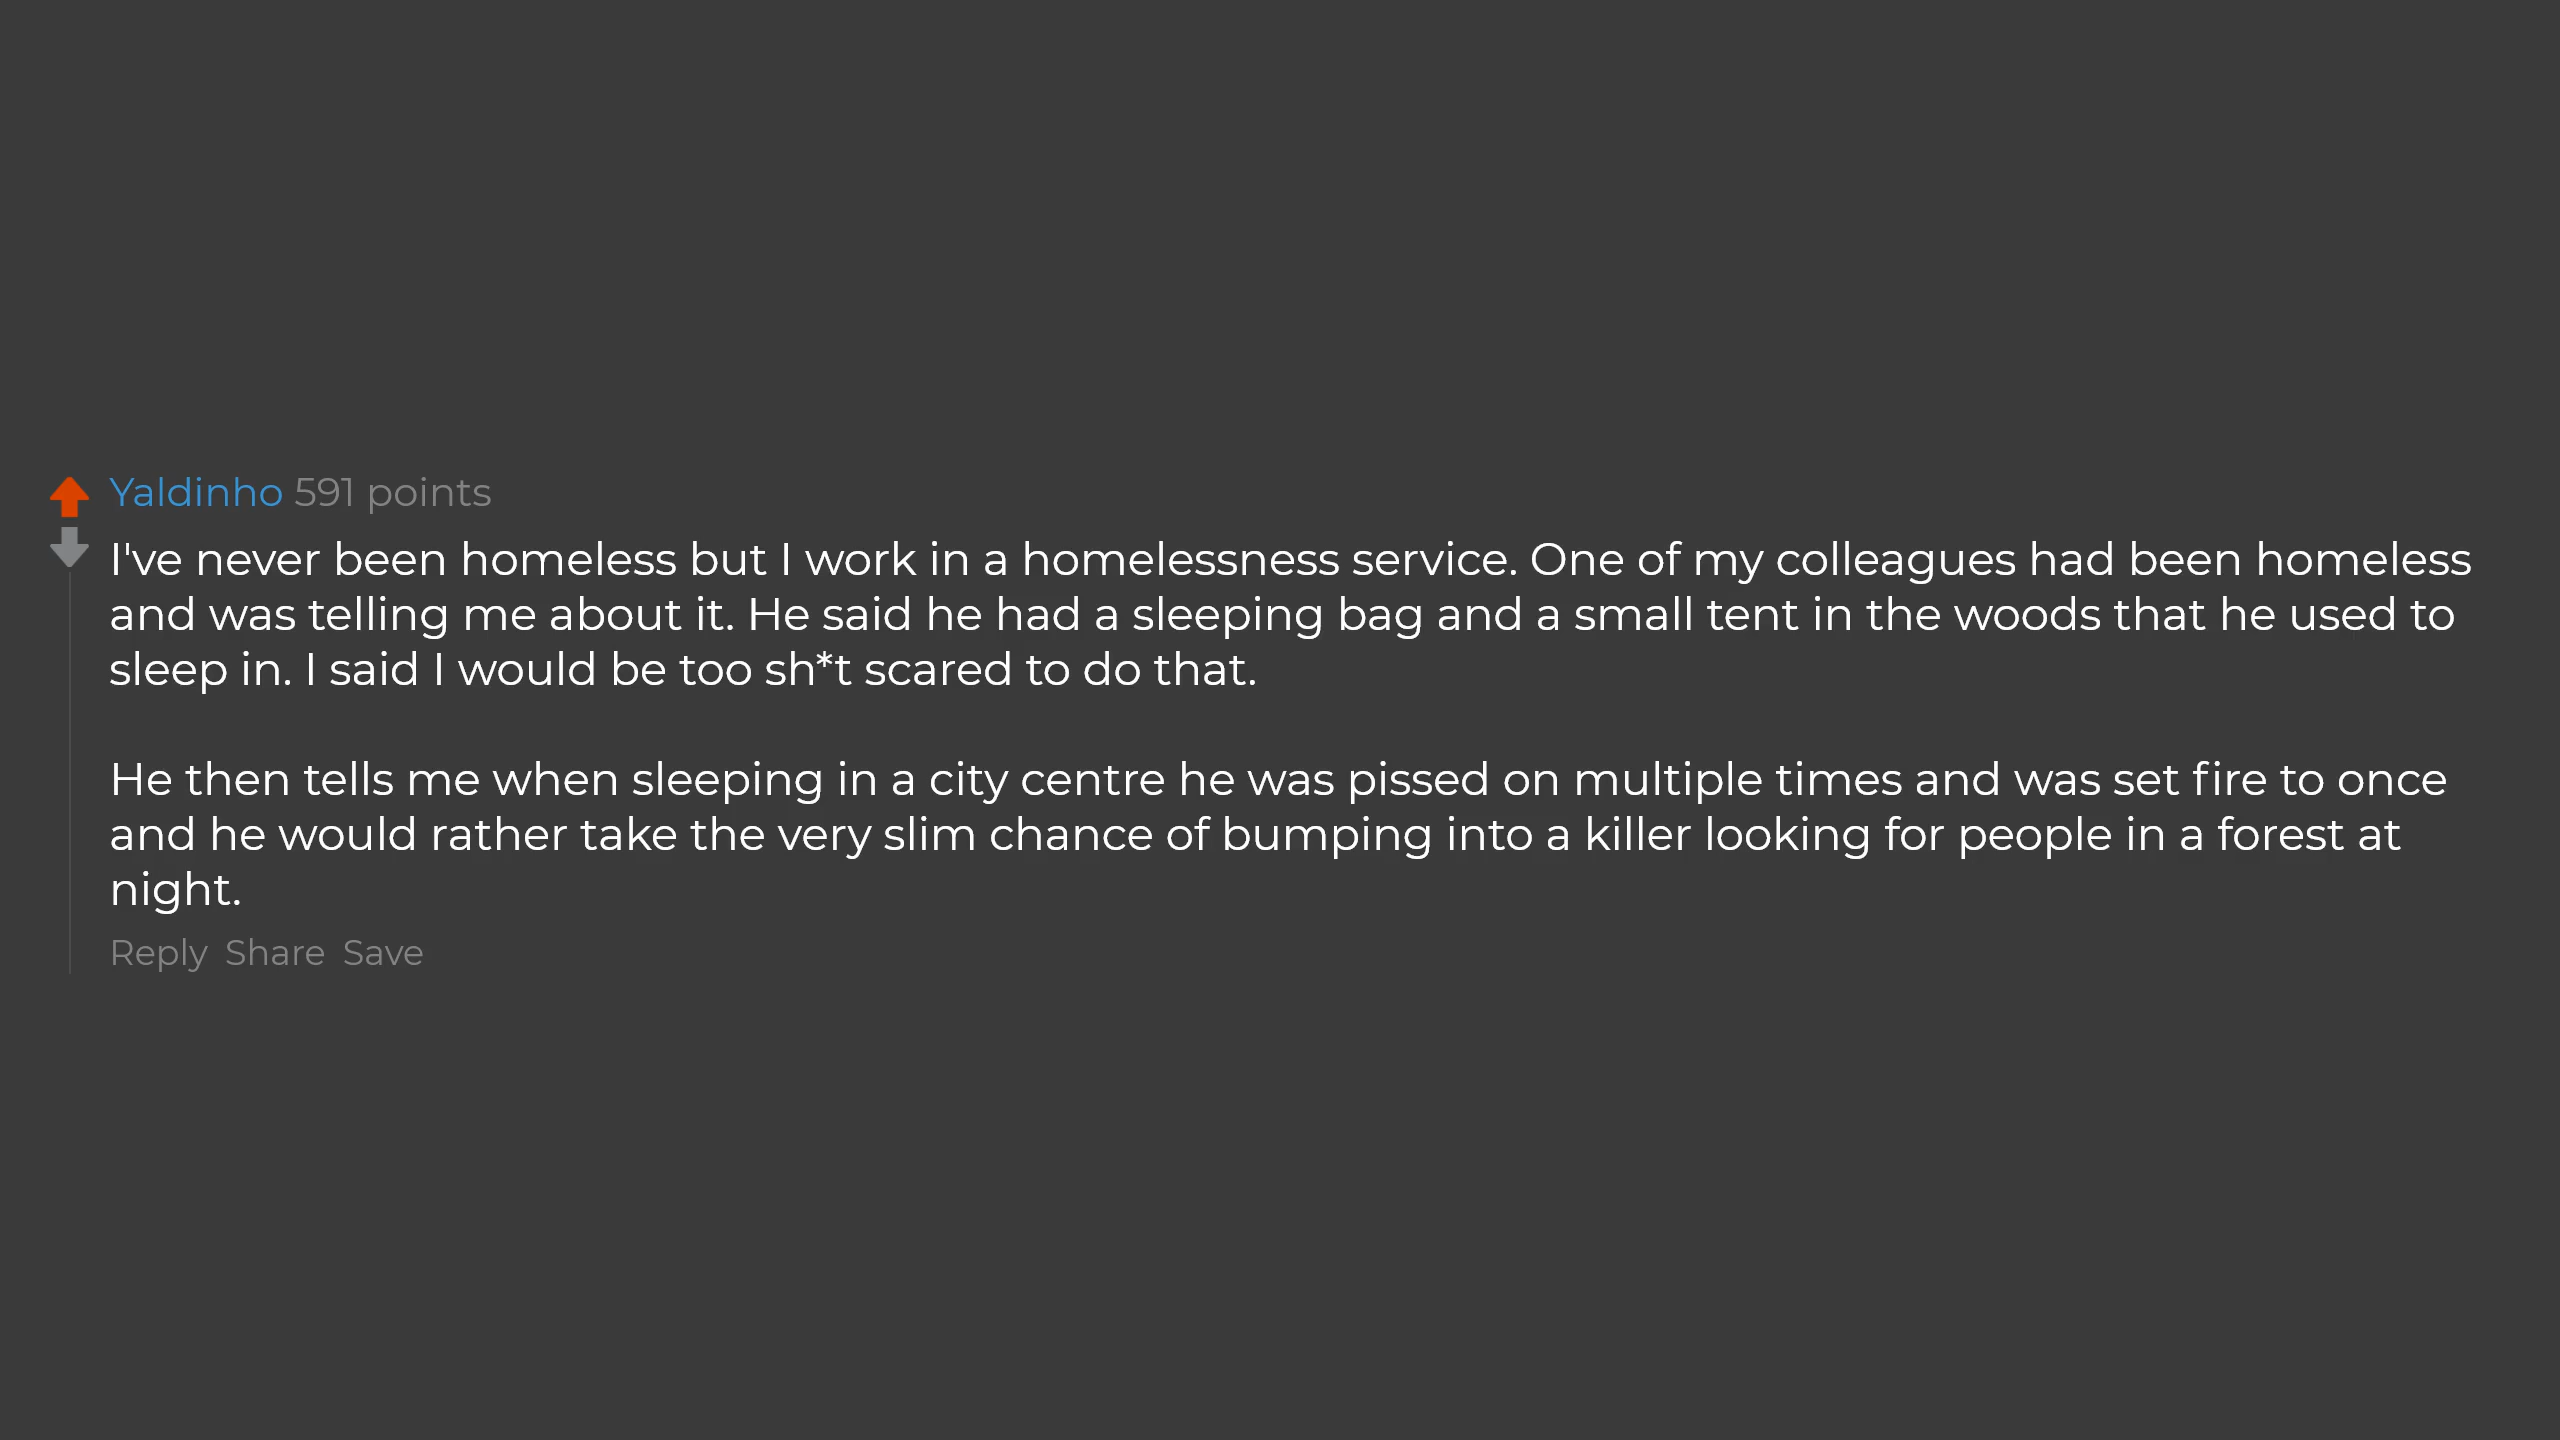 Yaldinho 591 points
I've never been homeless but I work in a homelessness service. One of my colleagues had been homeless
and was telling me about it. He said he had a sleeping bag and a small tent in the woods that he used to
sleep in. I said I would be too sh*t scared to do that.
He then tells me when sleeping in a city centre he was pissed on multiple times and was set fire to once
and he would rather take the very slim chance of bumping into a killer looking for people in a forest at
night.
Reply Share Save